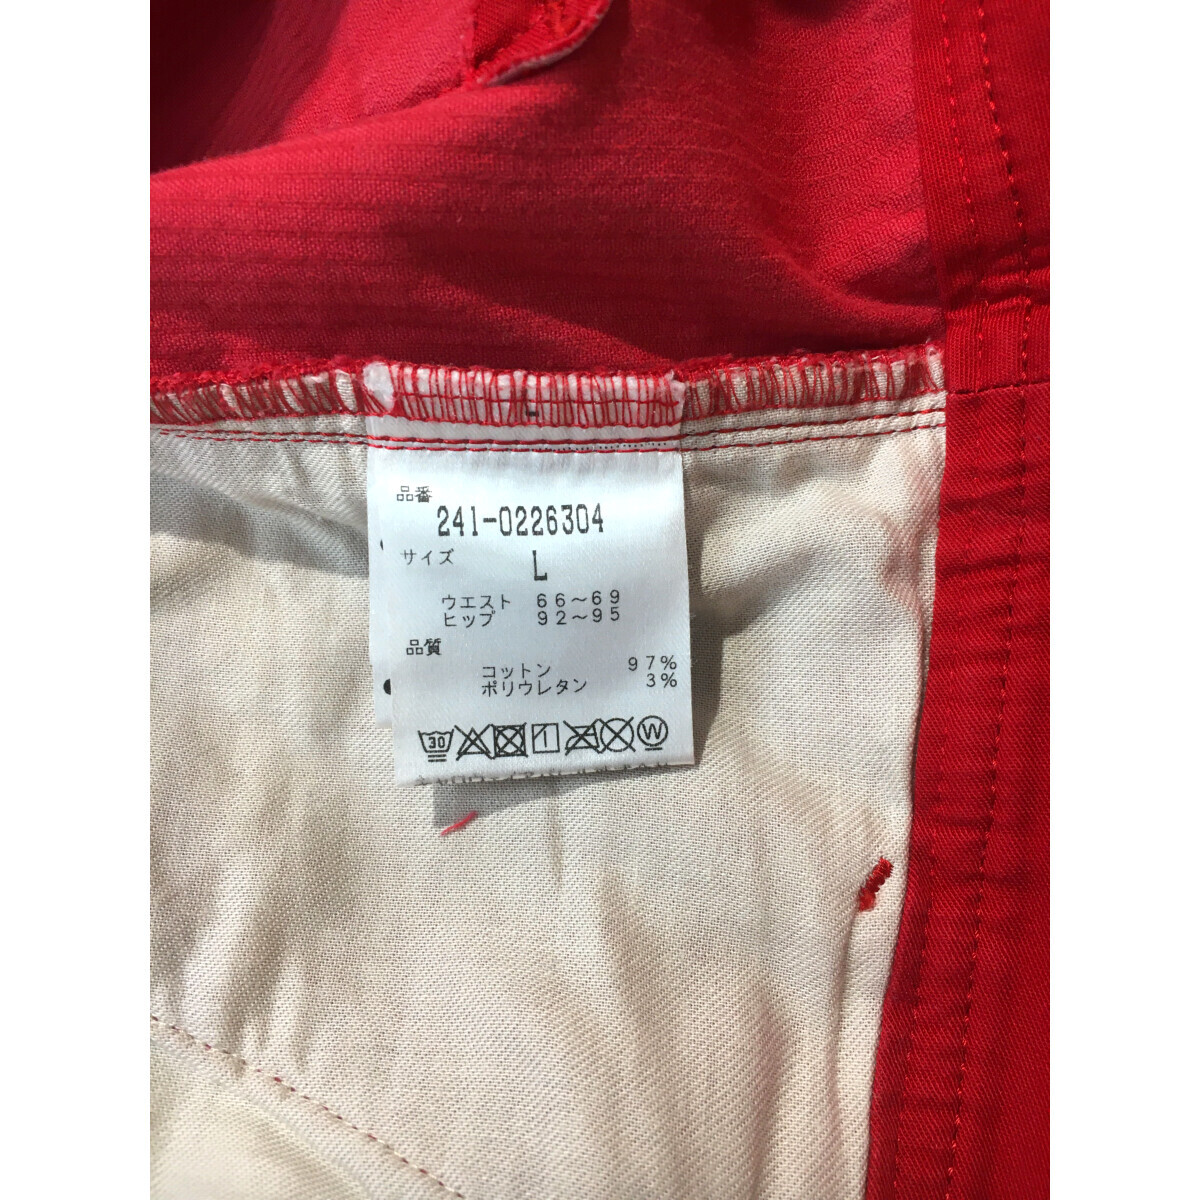 品番
241-0226304
サイズ
L
ウエスト 66～69
ヒップ 92～95
品質
コットン 97%
ポリウレタン 3%
30 W